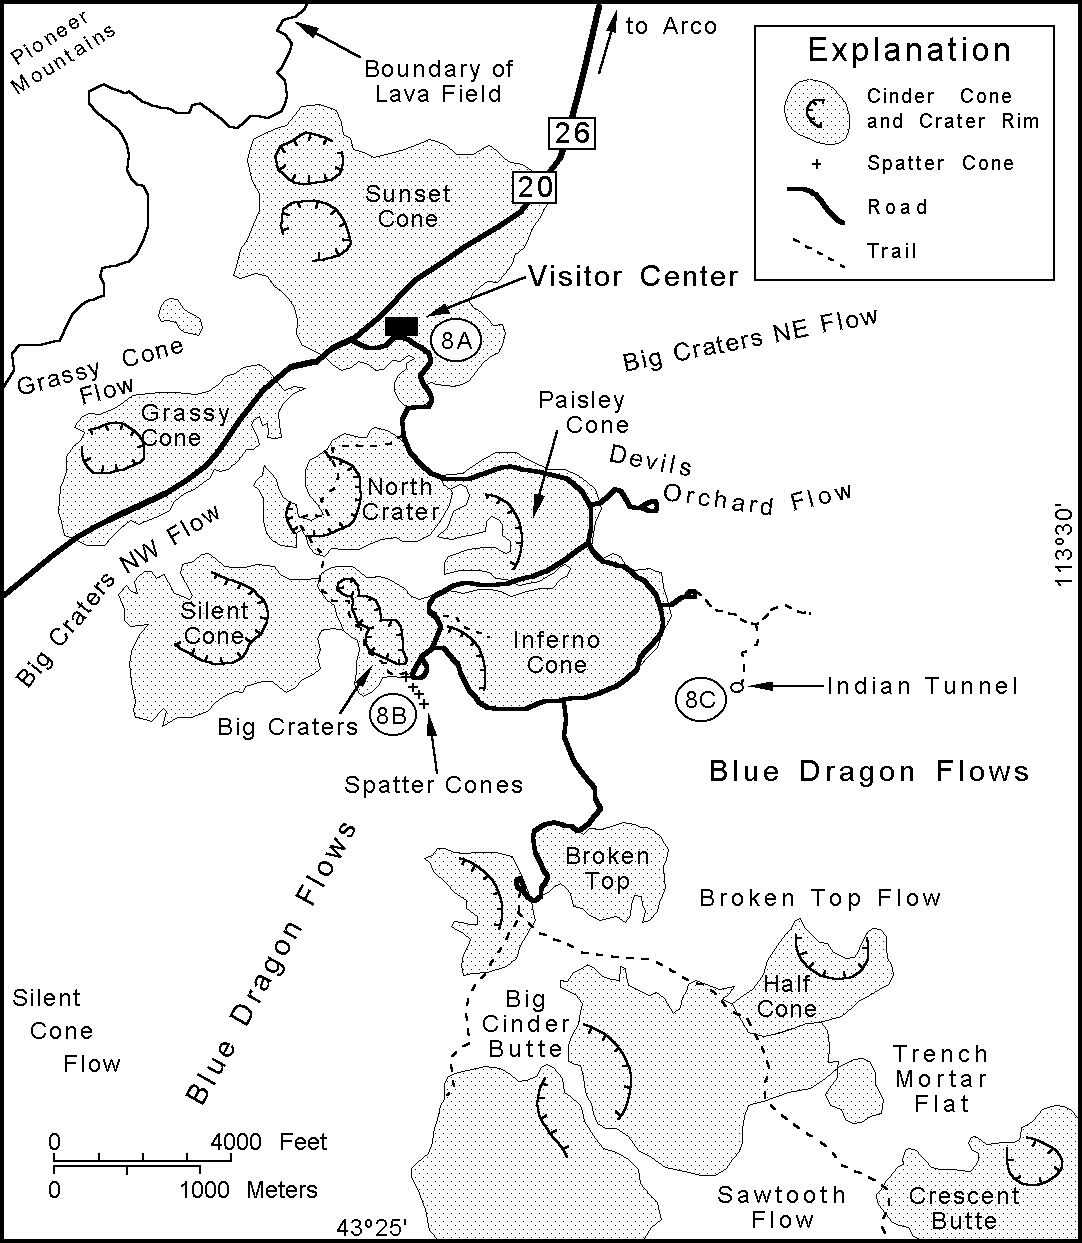 Pioneer
Mountains
to Arco
Boundary of
Lava Field
Explanation
Cinder Cone
and Crater Rim
Spatter Cone
Road
Trail
26
20
Sunset
Cone
Visitor Center
8A
Big Craters NE Flow
Grassy Cone
Flow
Grassy
Cone
Paisley
Cone
Devils
Orchard Flow
North
Crater
113º30'
Big Craters NW Flow
Silent
Cone
Inferno
Cone
Indian Tunnel
8C
8B
Big Craters
Spatter Cones
Blue Dragon Flows
Blue Dragon Flows
Broken
Top
Broken Top Flow
Half
Cone
Big
Cinder
Butte
Silent
Cone
Flow
Trench
Mortar
Flat
0 4000 Feet
0 1000 Meters
Sawtooth
Flow
Crescent
Butte
43º25'